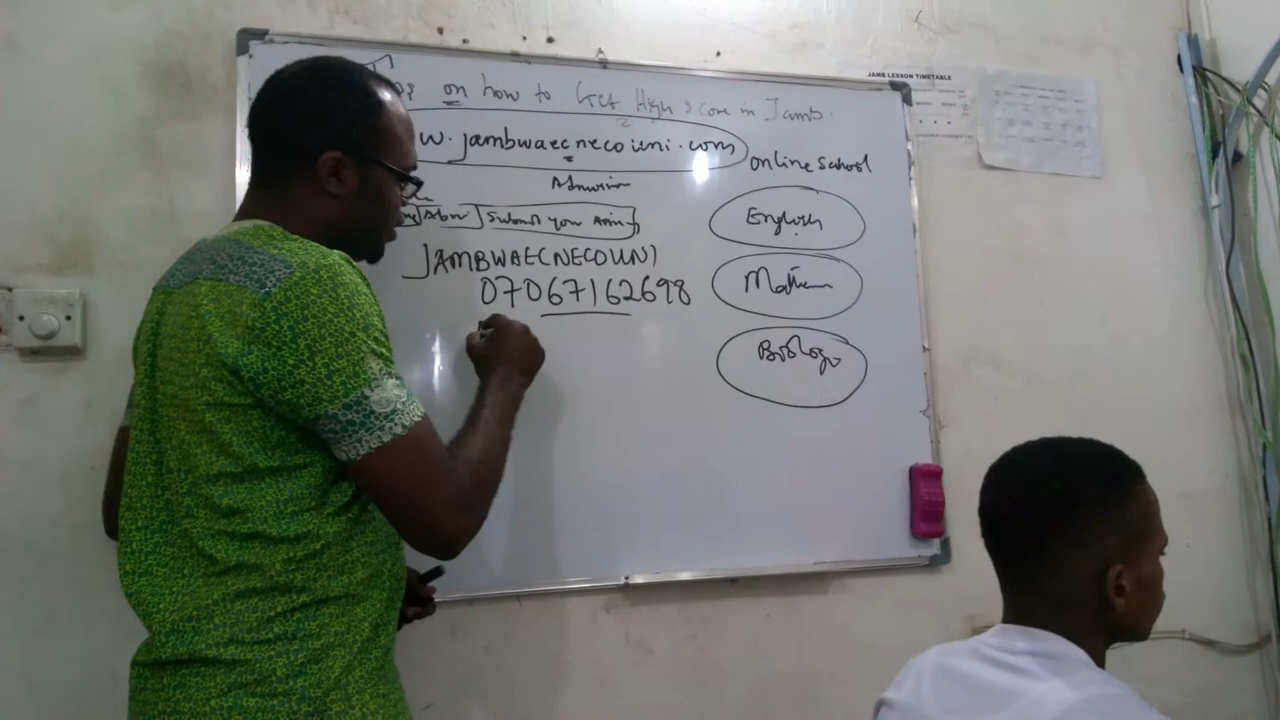 on how to Get High score in Jamb.
w.jambwaecnecouni.com
online school
Admission
Submit your
JAMBWAECNECOUNI
07067162698
English
Mathem
Biology
JAMB LESSON TIMETABLE